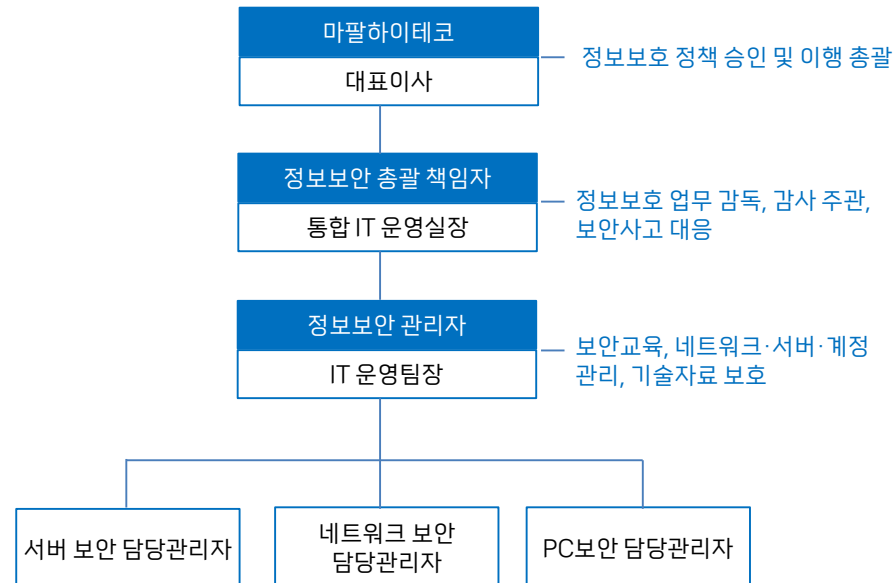 마팔하이테코
대표이사
정보보호 정책 승인 및 이행 총괄
정보보안 총괄 책임자
통합 IT 운영실장
정보보호 업무 감독, 감사 주관,
보안사고 대응
정보보안 관리자
IT 운영팀장
보안교육, 네트워크·서버·계정
관리, 기술자료 보호
서버 보안 담당관리자
네트워크 보안
담당관리자
PC보안 담당관리자